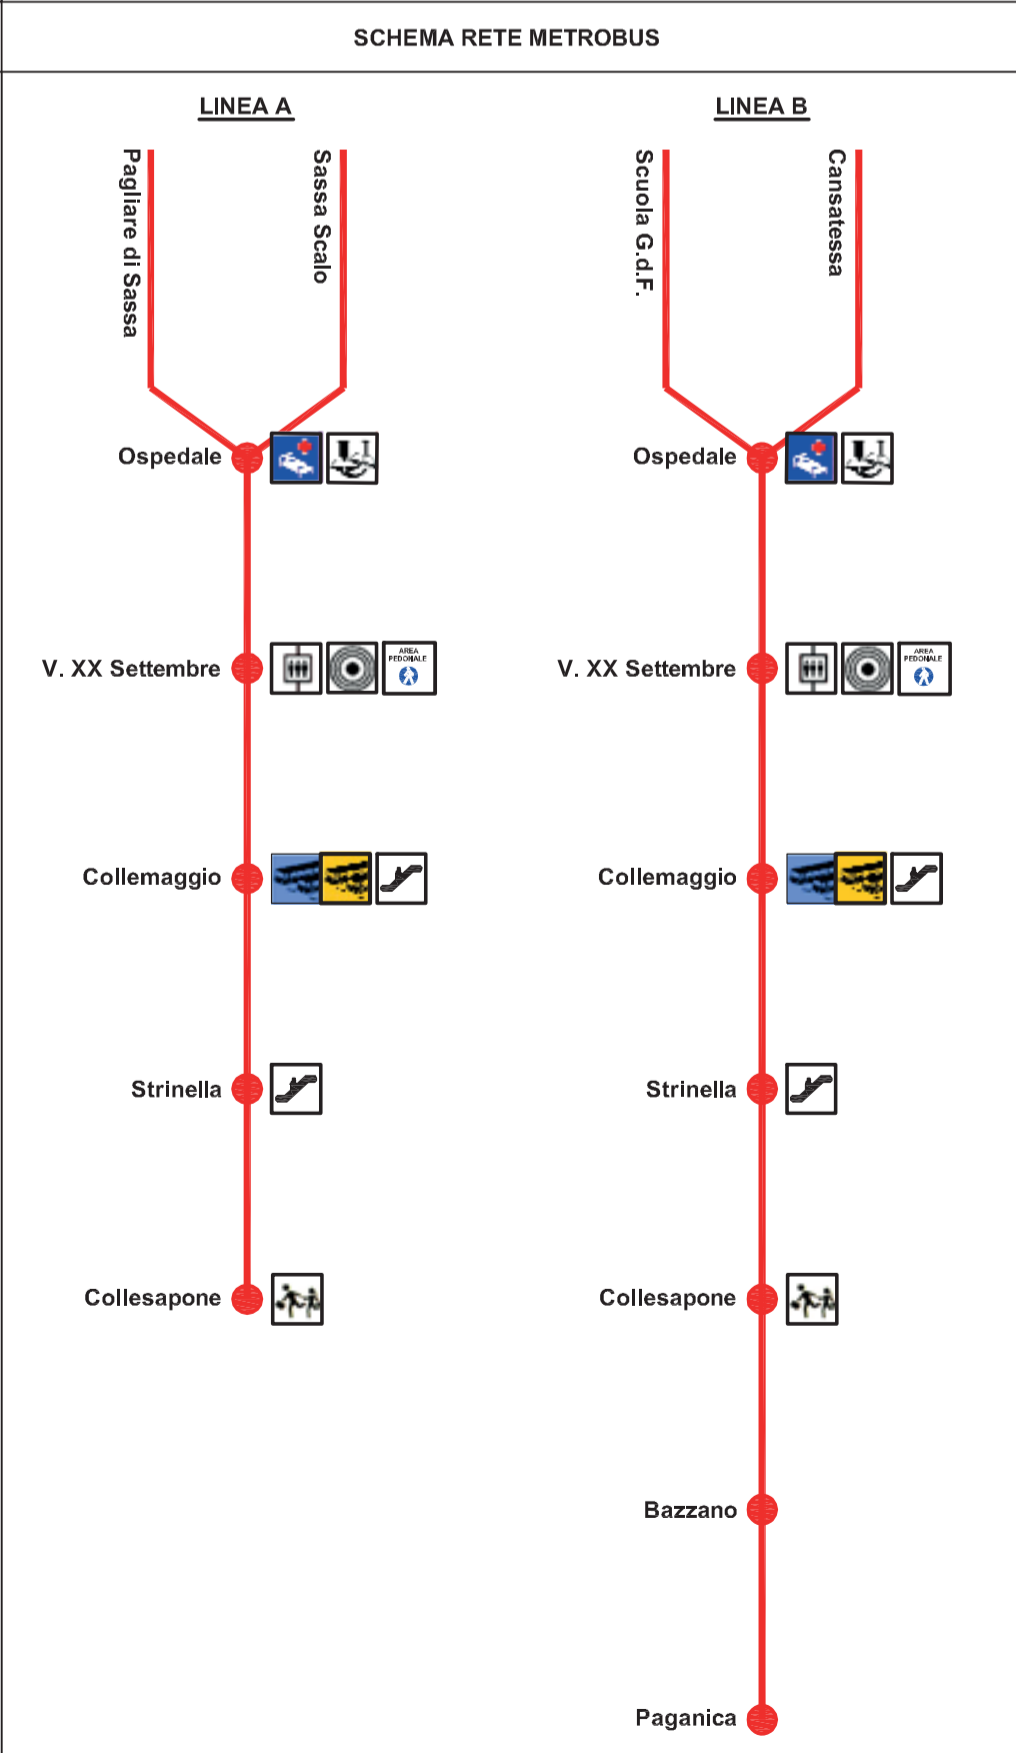 SCHEMA RETE METROBUS
LINEA A
Pagliare di Sassa
Sassa Scalo
Ospedale
V. XX Settembre
AREA
PEDONALE
Collemaggio
Strinella
Collesapone
LINEA B
Scuola G.d.F.
Cansatessa
Ospedale
V. XX Settembre
AREA
PEDONALE
Collemaggio
Strinella
Collesapone
Bazzano
Paganica